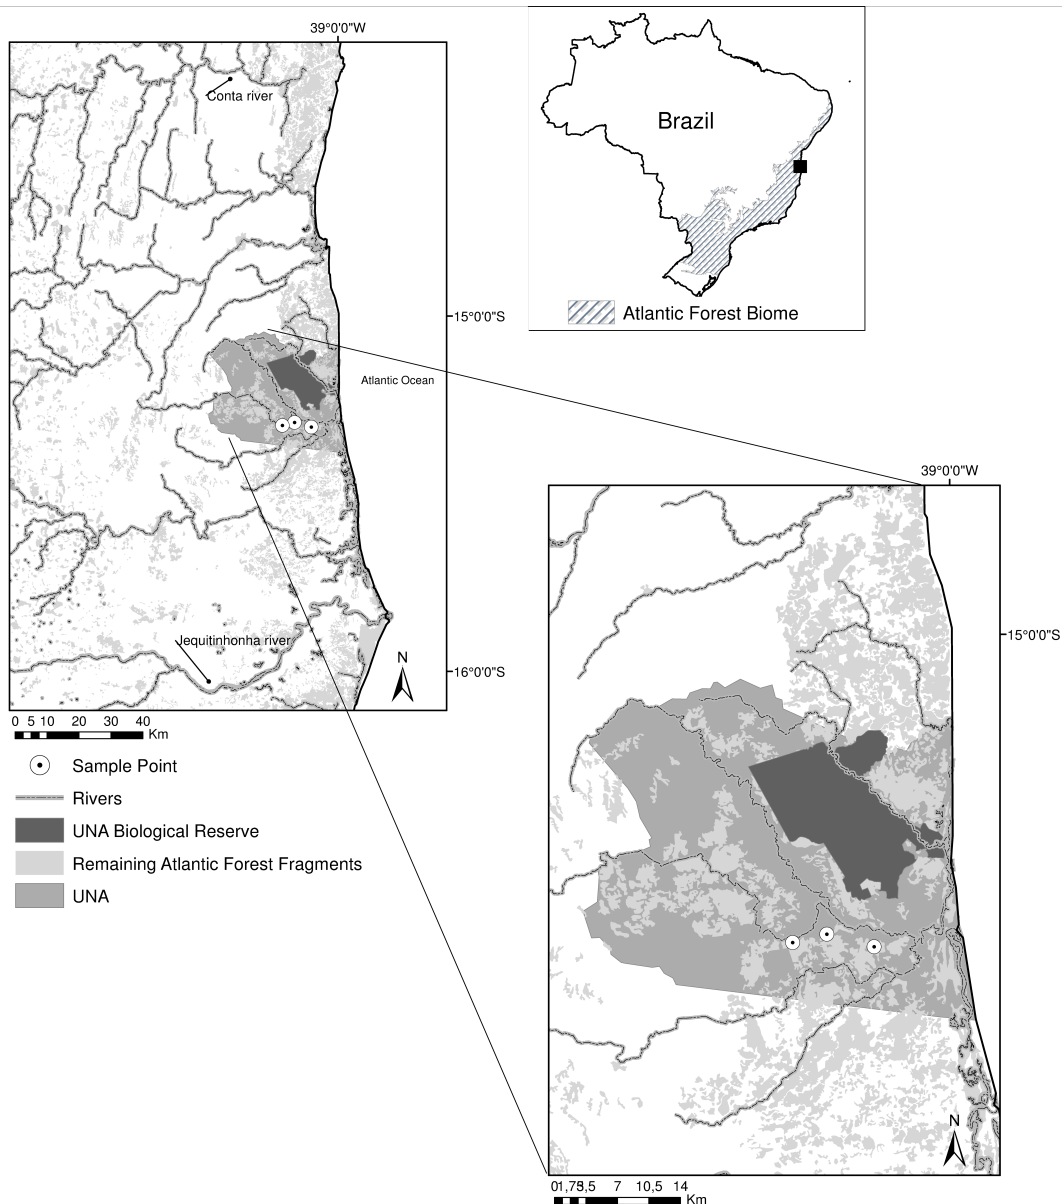 39°0'0"W
Conta river
Brazil
Atlantic Forest Biome
15°0'0"S
Atlantic Ocean
39°0'0"W
15°0'0"S
Jequitinhonha river
N
16°0'0"S
0 5 10 20 30 40
Km
Sample Point
Rivers
UNA Biological Reserve
Remaining Atlantic Forest Fragments
UNA
N
0 1,75 3,5 7 10,5 14
Km